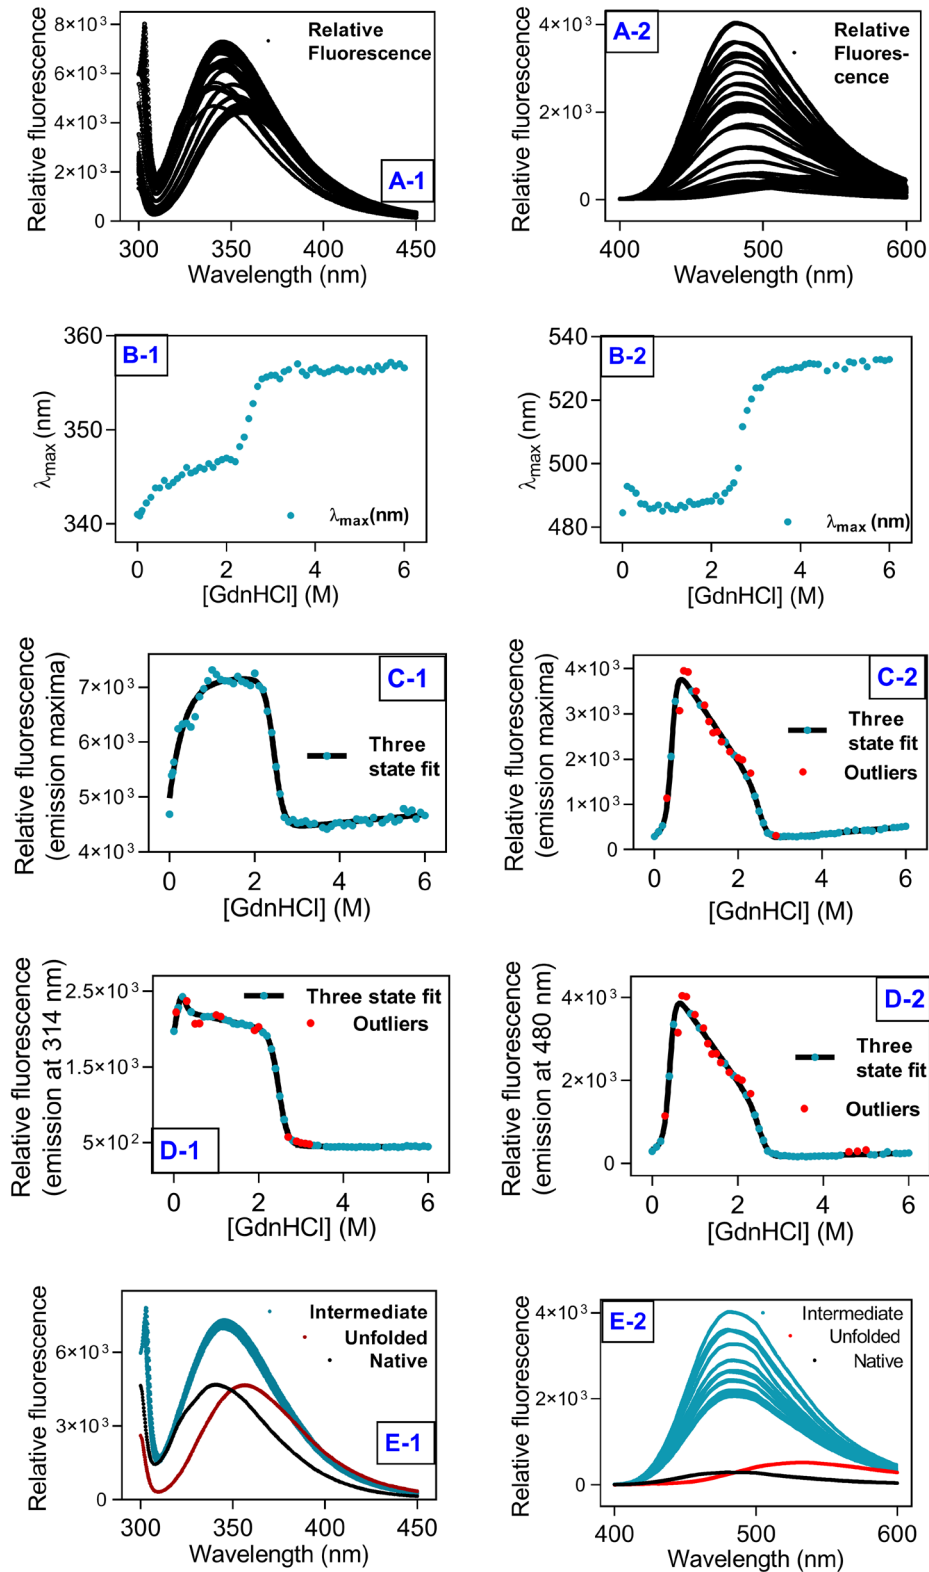 Relative fluorescence
8×10³
6×10³
4×10³
2×10³
0
300
350
400
450
Wavelength (nm)
Relative
Fluorescence
A-1
Relative fluorescence
4×10³
2×10³
0
400
500
600
Wavelength (nm)
A-2
Relative
Fluores-
cence
λmax (nm)
360
350
340
0
2
4
6
[GdnHCl] (M)
B-1
λmax(nm)
λmax (nm)
540
520
500
480
0
2
4
6
[GdnHCl] (M)
B-2
λmax (nm)
Relative fluorescence
(emission maxima)
7×10³
6×10³
5×10³
4×10³
0
2
4
6
[GdnHCl] (M)
C-1
Three
state fit
Relative fluorescence
(emission maxima)
4×10³
3×10³
2×10³
1×10³
0
0
2
4
6
[GdnHCl] (M)
C-2
Three
state fit
Outliers
Relative fluorescence
(emission at 314 nm)
2.5×10³
1.5×10³
5×10²
0
2
4
6
[GdnHCl] (M)
D-1
Three state fit
Outliers
Relative fluorescence
(emission at 480 nm)
4×10³
2×10³
0
0
2
4
6
[GdnHCl] (M)
D-2
Three
state fit
Outliers
Relative fluorescence
6×10³
3×10³
0
300
350
400
450
Wavelength (nm)
Intermediate
Unfolded
Native
E-1
Relative fluorescence
4×10³
2×10³
0
400
500
600
Wavelength (nm)
E-2
Intermediate
Unfolded
Native